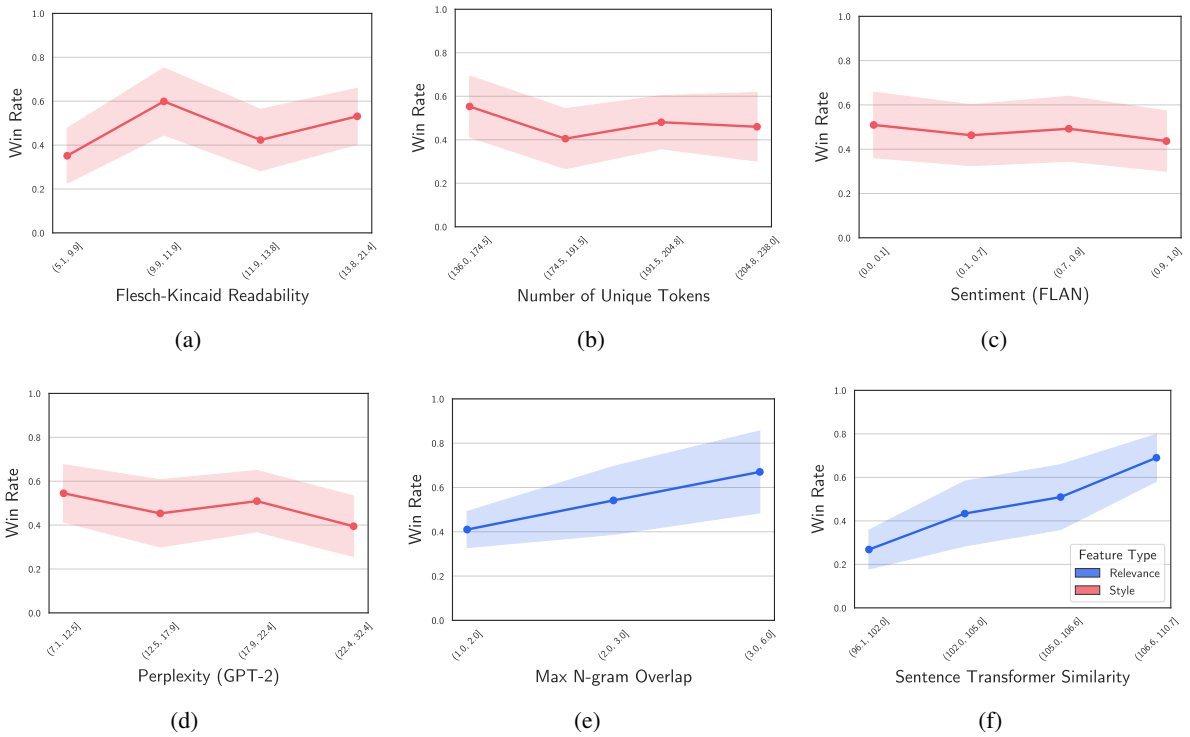 1.0
0.8
0.6
0.4
0.2
0.0
Win Rate
(5.1, 9.9]
(9.9, 11.9]
(11.9, 13.8]
(13.8, 21.4]
Flesch-Kincaid Readability
(a)
1.0
0.8
0.6
0.4
0.2
0.0
Win Rate
(136.0, 174.5]
(174.5, 191.5]
(191.5, 204.8]
(204.8, 238.0]
Number of Unique Tokens
(b)
1.0
0.8
0.6
0.4
0.2
0.0
Win Rate
(0.0, 0.1]
(0.1, 0.7]
(0.7, 0.9]
(0.9, 1.0]
Sentiment (FLAN)
(c)
1.0
0.8
0.6
0.4
0.2
0.0
Win Rate
(7.1, 12.5]
(12.5, 17.9]
(17.9, 22.4]
(22.4, 32.4]
Perplexity (GPT-2)
(d)
1.0
0.8
0.6
0.4
0.2
0.0
Win Rate
(1.0, 2.0]
(2.0, 3.0]
(3.0, 6.0]
Max N-gram Overlap
(e)
1.0
0.8
0.6
0.4
0.2
0.0
Win Rate
Feature Type
Relevance
Style
(96.1, 102.0]
(102.0, 105.0]
(105.0, 106.6]
(106.6, 110.7]
Sentence Transformer Similarity
(f)